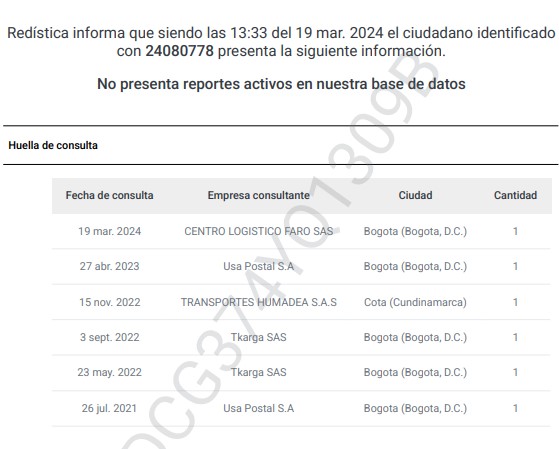 Redística informa que siendo las 13:33 del 19 mar. 2024 el ciudadano identificado
con 24080778 presenta la siguiente información.
No presenta reportes activos en nuestra base de datos
Huella de consulta
Fecha de consulta Empresa consultante Ciudad Cantidad
19 mar. 2024 CENTRO LOGISTICO FARO SAS Bogota (Bogota, D.C.) 1
27 abr. 2023 Usa Postal S.A Bogota (Bogota, D.C.) 1
15 nov. 2022 TRANSPORTES HUMADEA S.A.S Cota (Cundinamarca) 1
3 sept. 2022 Tkarga SAS Bogota (Bogota, D.C.) 1
23 may. 2022 Tkarga SAS Bogota (Bogota, D.C.) 1
26 jul. 2021 Usa Postal S.A Bogota (Bogota, D.C.) 1